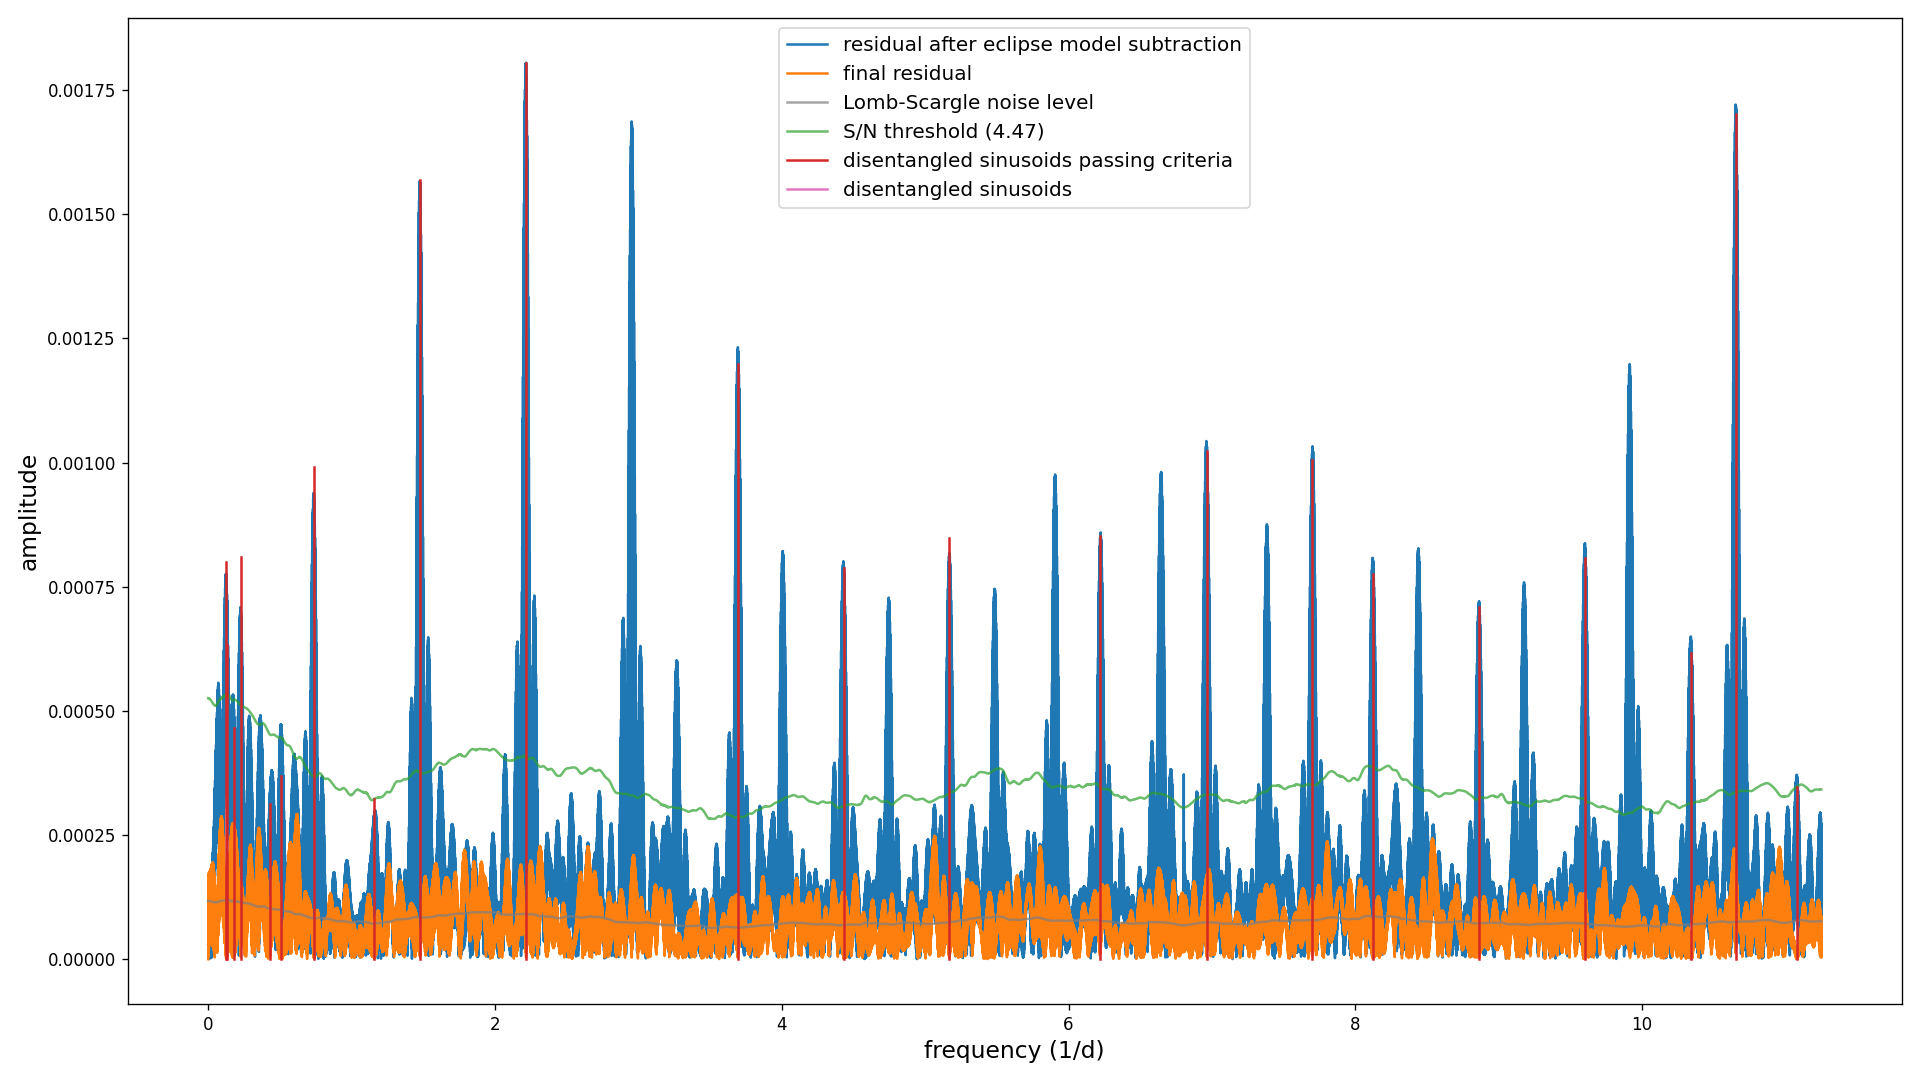 residual after eclipse model subtraction
final residual
Lomb-Scargle noise level
S/N threshold (4.47)
disentangled sinusoids passing criteria
disentangled sinusoids
amplitude
0.00175
0.00150
0.00125
0.00100
0.00075
0.00050
0.00025
0.00000
0 2 4 6 8 10
frequency (1/d)